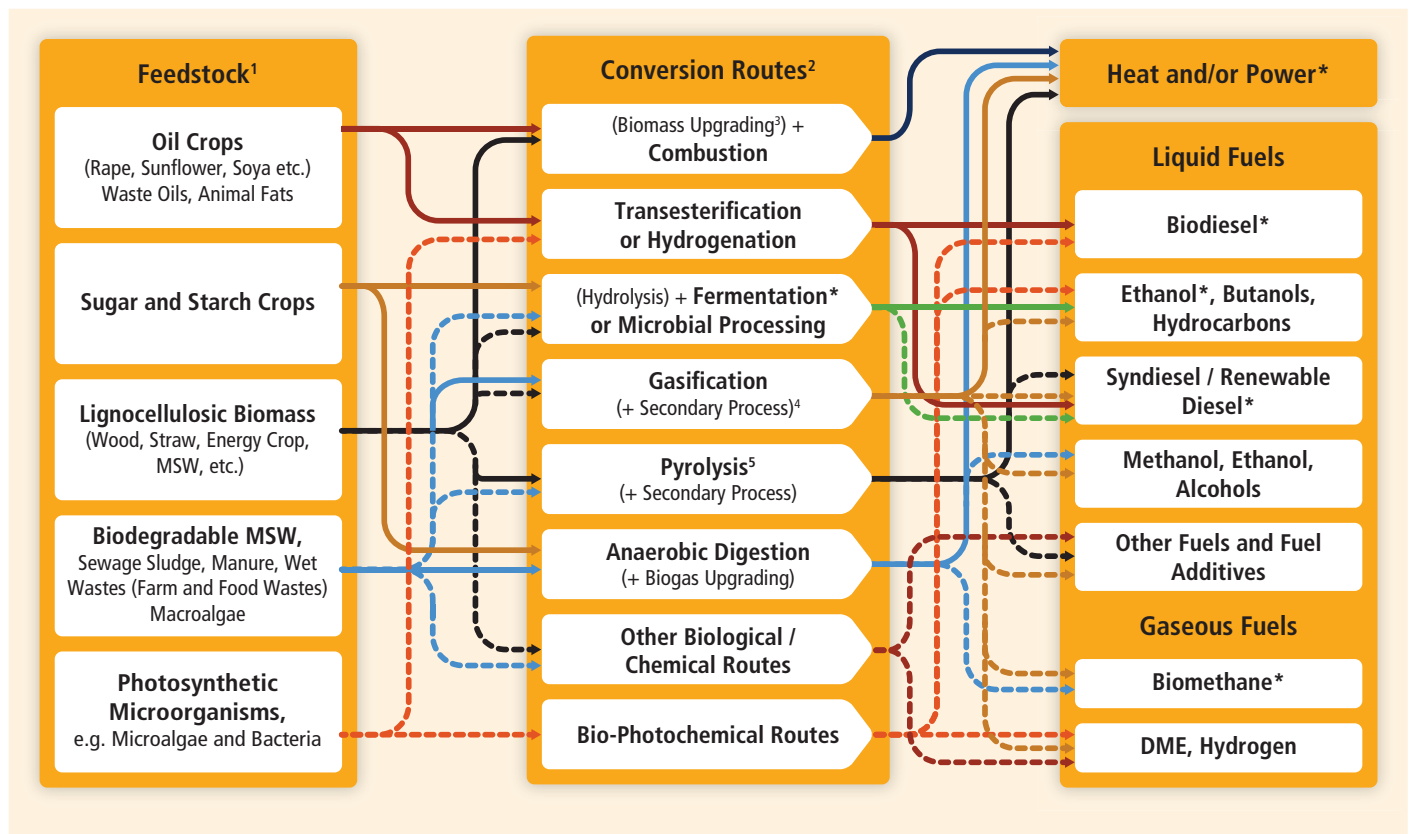 Feedstock¹
Oil Crops
(Rape, Sunflower, Soya etc.)
Waste Oils, Animal Fats
Sugar and Starch Crops
Lignocellulosic Biomass
(Wood, Straw, Energy Crop,
MSW, etc.)
Biodegradable MSW,
Sewage Sludge, Manure, Wet
Wastes (Farm and Food Wastes)
Macroalgae
Photosynthetic
Microorganisms,
e.g. Microalgae and Bacteria
Conversion Routes²
(Biomass Upgrading³) +
Combustion
Transesterification
or Hydrogenation
(Hydrolysis) + Fermentation*
or Microbial Processing
Gasification
(+ Secondary Process)⁴
Pyrolysis⁵
(+ Secondary Process)
Anaerobic Digestion
(+ Biogas Upgrading)
Other Biological /
Chemical Routes
Bio-Photochemical Routes
Heat and/or Power*
Liquid Fuels
Biodiesel*
Ethanol*, Butanols,
Hydrocarbons
Syndiesel / Renewable
Diesel*
Methanol, Ethanol,
Alcohols
Other Fuels and Fuel
Additives
Gaseous Fuels
Biomethane*
DME, Hydrogen